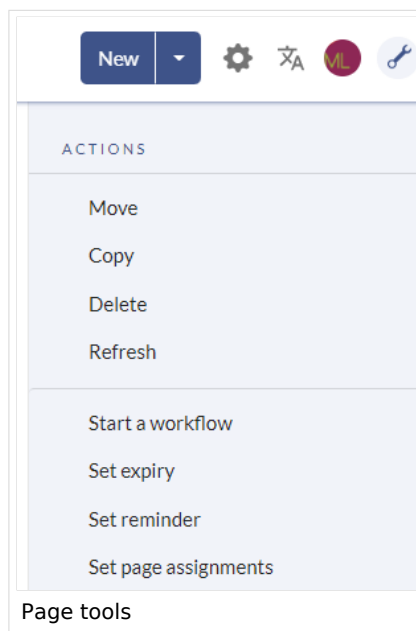 New
ML
ACTIONS
Move
Copy
Delete
Refresh
Start a workflow
Set expiry
Set reminder
Set page assignments
Page tools